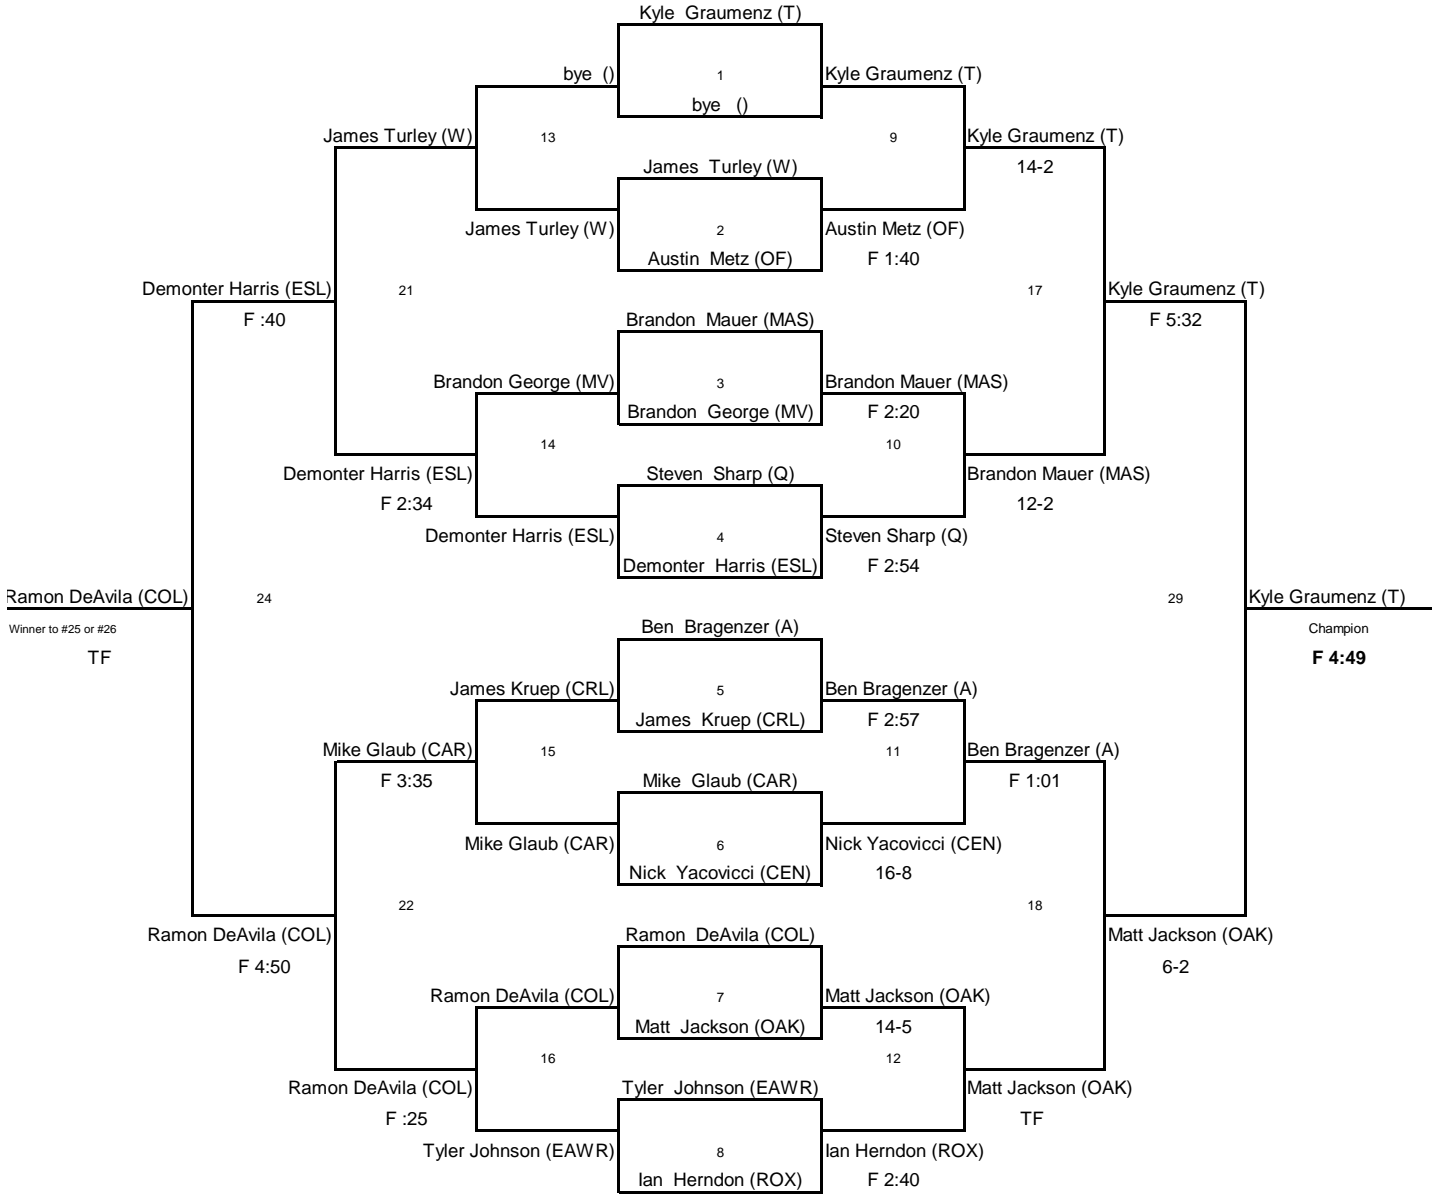 Kyle Graumenz (T)
bye () 1 Kyle Graumenz (T)
bye ()
James Turley (W) 13 9 Kyle Graumenz (T)
James Turley (W) 14-2
James Turley (W) 2 Austin Metz (OF)
Austin Metz (OF) F 1:40
Demonter Harris (ESL) 21 17 Kyle Graumenz (T)
F :40 Brandon Mauer (MAS) F 5:32
Brandon George (MV) 3 Brandon Mauer (MAS)
Brandon George (MV) F 2:20
14 10
Demonter Harris (ESL) Steven Sharp (Q) Brandon Mauer (MAS)
F 2:34 12-2
Demonter Harris (ESL) 4 Steven Sharp (Q)
Demonter Harris (ESL) F 2:54
Ramon DeAvila (COL) 24 29 Kyle Graumenz (T)
Winner to #25 or #26 Ben Bragenzer (A) Champion
TF F 4:49
James Kruep (CRL) 5 Ben Bragenzer (A)
James Kruep (CRL) F 2:57
Mike Glaub (CAR) 15 11 Ben Bragenzer (A)
F 3:35 Mike Glaub (CAR) F 1:01
Mike Glaub (CAR) 6 Nick Yacovicci (CEN)
Nick Yacovicci (CEN) 16-8
22 18
Ramon DeAvila (COL) Ramon DeAvila (COL) Matt Jackson (OAK)
F 4:50 6-2
Ramon DeAvila (COL) 7 Matt Jackson (OAK)
Matt Jackson (OAK) 14-5
16 12
Ramon DeAvila (COL) Tyler Johnson (EAWR) Matt Jackson (OAK)
F :25 TF
Tyler Johnson (EAWR) 8 Ian Herndon (ROX)
Ian Herndon (ROX) F 2:40